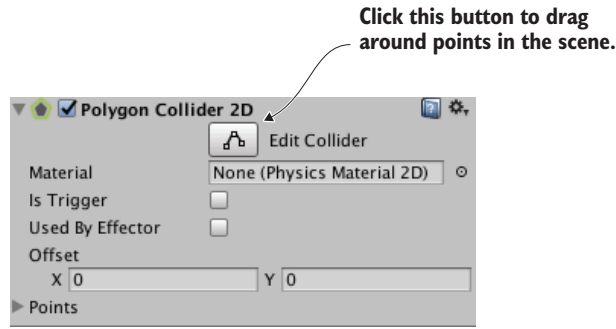 Click this button to drag
around points in the scene.
Polygon Collider 2D
Edit Collider
Material None (Physics Material 2D)
Is Trigger
Used By Effector
Offset
X 0 Y 0
Points